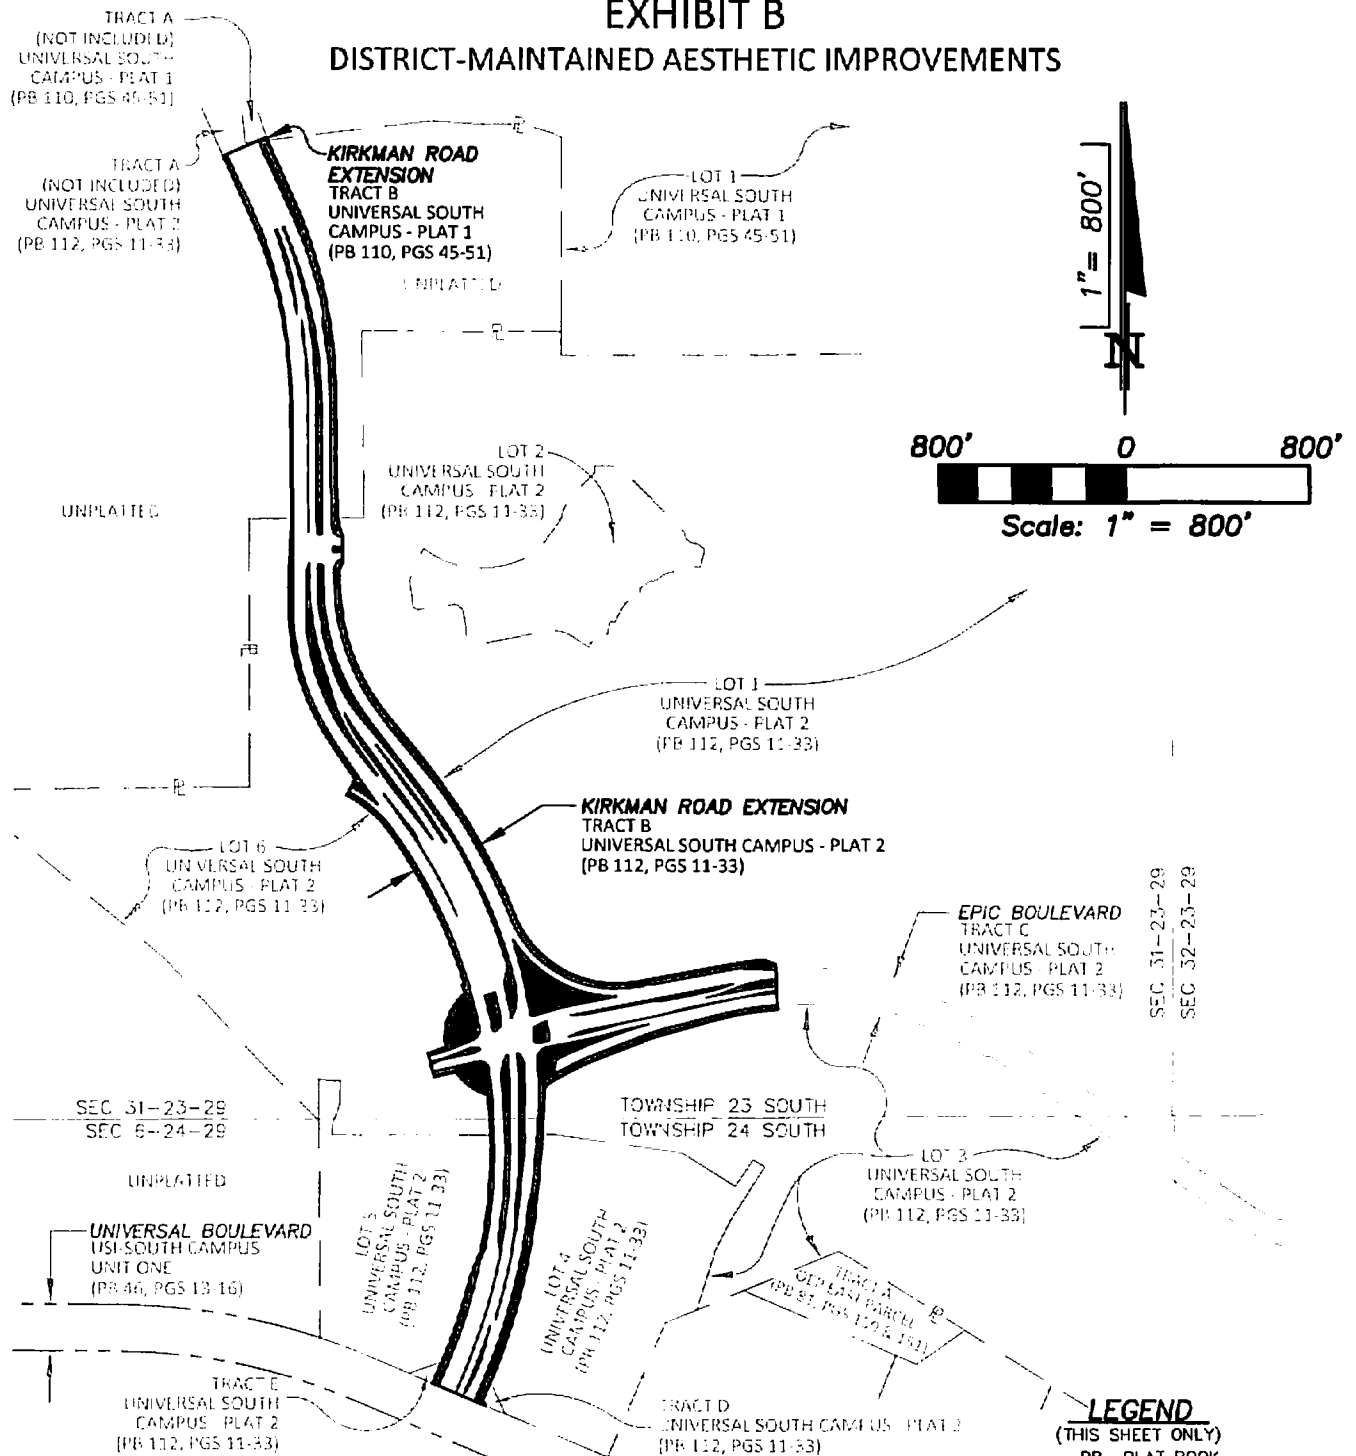 EXHIBIT B
DISTRICT-MAINTAINED AESTHETIC IMPROVEMENTS
TRACT A
(NOT INCLUDED)
UNIVERSAL SOUTH
CAMPUS - PLAT 1
(PB 110, PGS 45-51)
TRACT A
(NOT INCLUDED)
UNIVERSAL SOUTH
CAMPUS - PLAT 2
(PB 112, PGS 11-33)
KIRKMAN ROAD
EXTENSION
TRACT B
UNIVERSAL SOUTH
CAMPUS - PLAT 1
(PB 110, PGS 45-51)
PL
LOT 1
UNIVERSAL SOUTH
CAMPUS - PLAT 1
(PB 110, PGS 45-51)
UNPLATTED
PL
1"= 800'
N
800' 0 800'
Scale: 1" = 800'
LOT 2
UNIVERSAL SOUTH
CAMPUS - PLAT 2
(PB 112, PGS 11-33)
UNPLATTED
PL
LOT 1
UNIVERSAL SOUTH
CAMPUS - PLAT 2
(PB 112, PGS 11-33)
PL
KIRKMAN ROAD EXTENSION
TRACT B
UNIVERSAL SOUTH CAMPUS - PLAT 2
(PB 112, PGS 11-33)
LOT 6
UNIVERSAL SOUTH
CAMPUS - PLAT 2
(PB 112, PGS 11-33)
EPIC BOULEVARD
TRACT C
UNIVERSAL SOUTH
CAMPUS - PLAT 2
(PB 112, PGS 11-33)
SEC 31-23-29
SEC 32-23-29
SEC 31-23-29
SEC 6-24-29
TOWNSHIP 23 SOUTH
TOWNSHIP 24 SOUTH
UNPLATTED
LOT 3
UNIVERSAL SOUTH
CAMPUS - PLAT 2
(PB 112, PGS 11-33)
UNIVERSAL BOULEVARD
USI-SOUTH CAMPUS
UNIT ONE
(PB 46, PGS 13-16)
LOT 5
UNIVERSAL SOUTH
CAMPUS - PLAT 2
(PB 112, PGS 11-33)
LOT 4
UNIVERSAL SOUTH
CAMPUS - PLAT 2
(PB 112, PGS 11-33)
TRACT A
EAST PARCEL
PL
TRACT E
UNIVERSAL SOUTH
CAMPUS - PLAT 2
(PB 112, PGS 11-33)
TRACT D
UNIVERSAL SOUTH CAMPUS - PLAT 2
(PB 112, PGS 11-33)
LEGEND
(THIS SHEET ONLY)
PB - PLAT BOOK